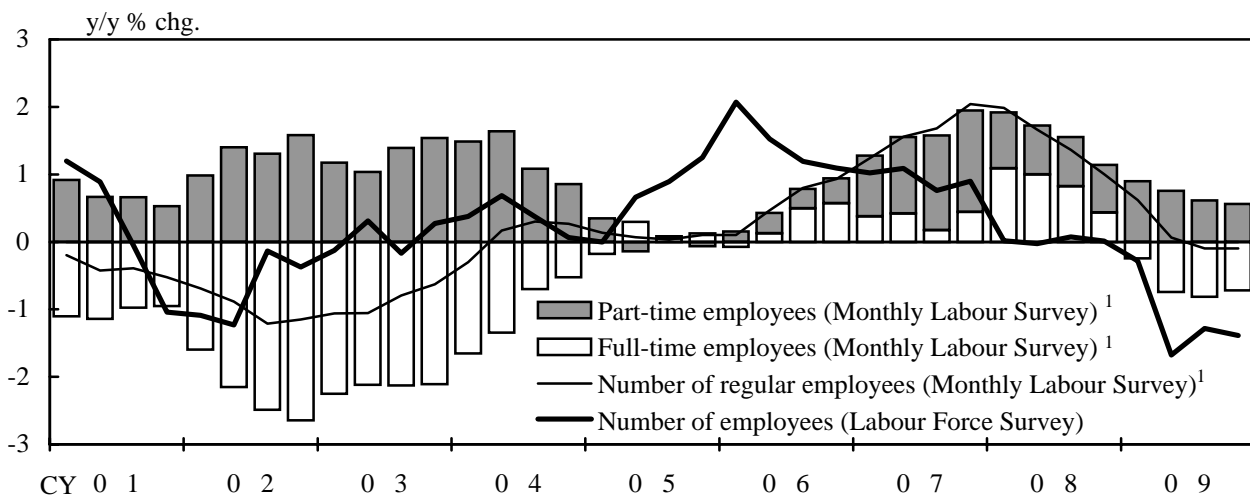 y/y % chg.
3
2
1
0
-1
-2
-3
Part-time employees (Monthly Labour Survey) 1
Full-time employees (Monthly Labour Survey) 1
Number of regular employees (Monthly Labour Survey)1
Number of employees (Labour Force Survey)
CY 0 1 0 2 0 3 0 4 0 5 0 6 0 7 0 8 0 9